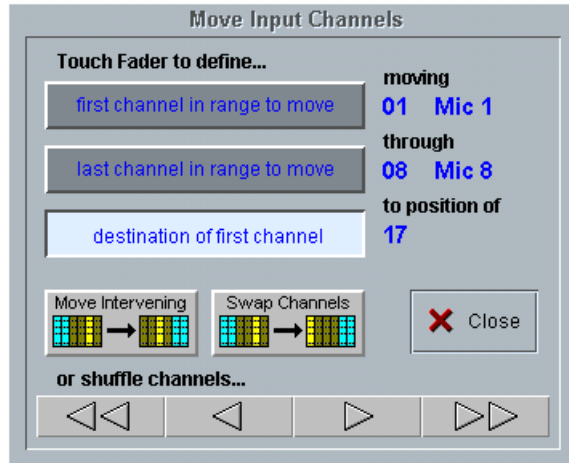 Move Input Channels
Touch Fader to define...
moving
first channel in range to move
01 Mic 1
through
last channel in range to move
08 Mic 8
to position of
destination of first channel
17
Move Intervening
Swap Channels
Close
or shuffle channels...